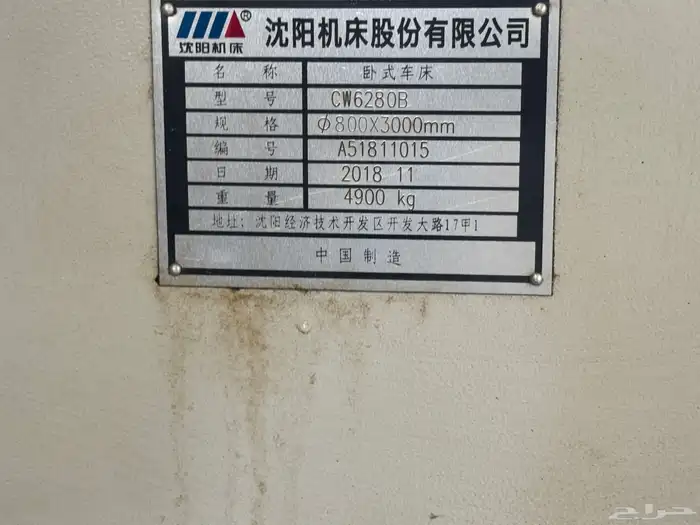 沈阳机床® 沈阳机床股份有限公司
名 称 卧式车床
型 号 CW6280B
规 格 Φ800X3000mm
编 号 A51811015
日 期 2018 11
重 量 4900 kg
地址: 沈阳经济技术开发区开发大路17甲1
中国制造
حراج